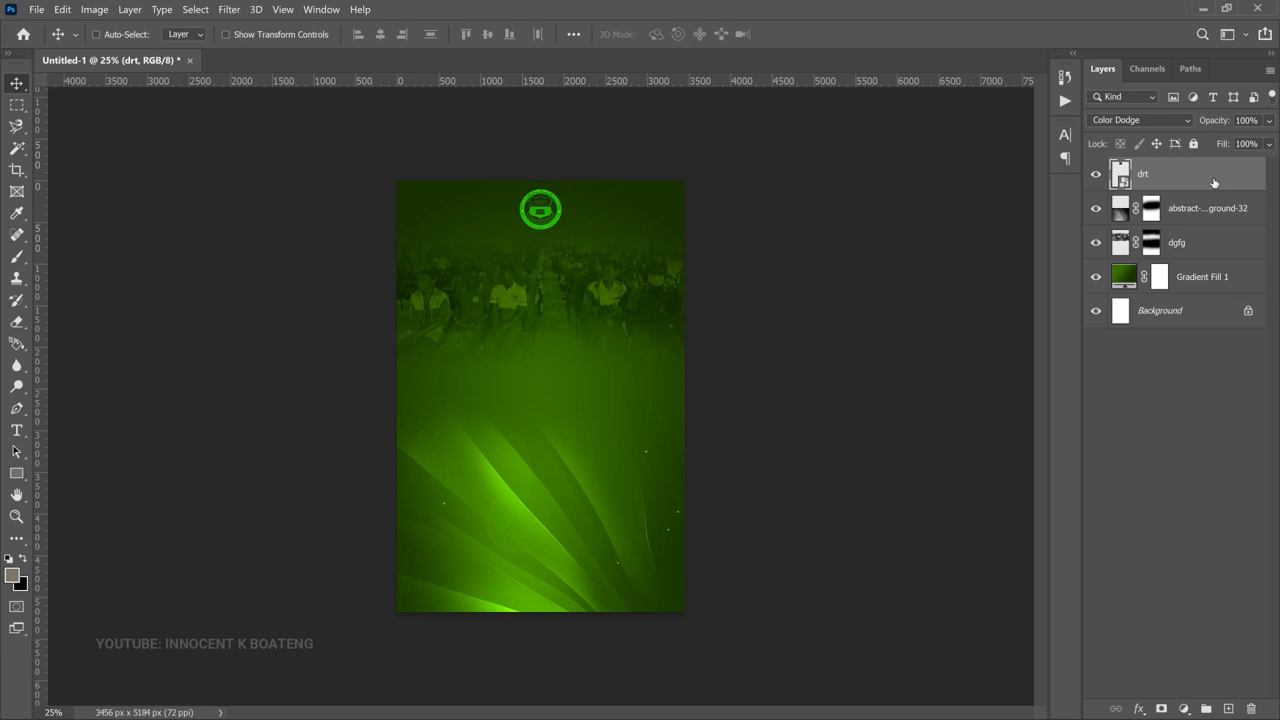 Ps File Edit Image Layer Type Select Filter 3D View Window Help
Auto-Select: Layer Show Transform Controls 3D Mode:
Untitled-1 @ 25% (drt, RGB/8) *
4000 3500 3000 2500 2000 1500 1000 500 0 500 1000 1500 2000 2500 3000 3500 4000 4500 5000 5500 6000 6500 7000 75
Layers Channels Paths
Kind
Color Dodge Opacity: 100%
Lock: Fill: 100%
drt
abstract-...ground-32
dgfg
Gradient Fill 1
Background
YOUTUBE: INNOCENT K BOATENG
25% 3456 px x 5184 px (72 ppi)